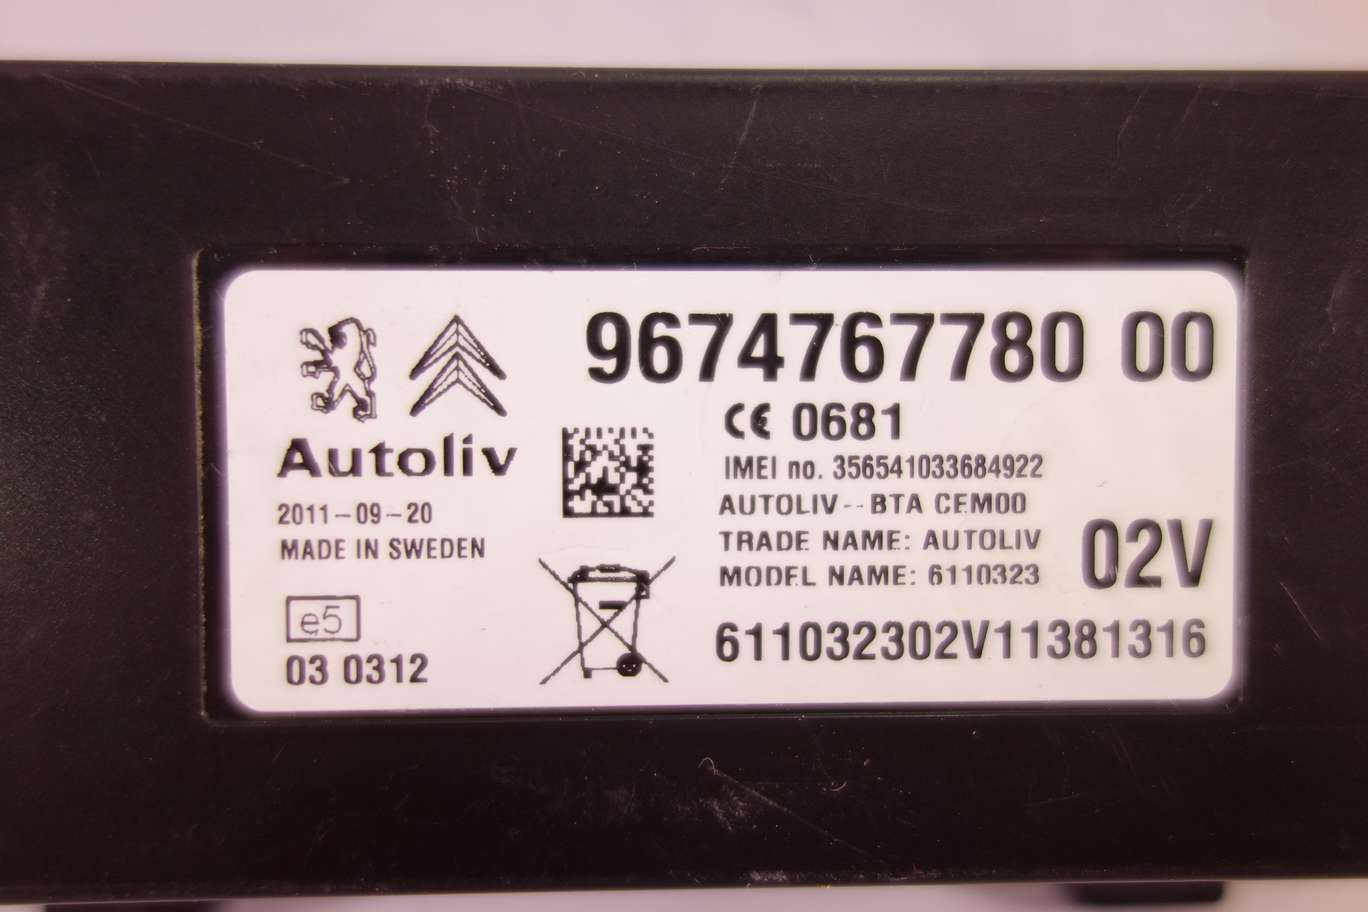 9674767780 00
CE 0681
Autoliv
IMEI no. 356541033684922
2011-09-20
AUTOLIV--BTA CEM00
MADE IN SWEDEN
TRADE NAME: AUTOLIV
02V
MODEL NAME: 6110323
e5
03 0312
611032302V11381316